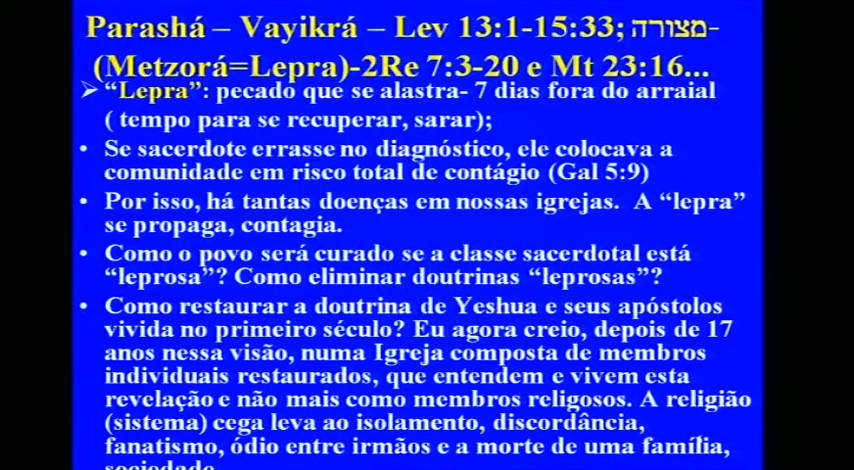 Parashá – Vayikrá – Lev 13:1-15:33; מצורה-
(Metzorá=Lepra)-2Re 7:3-20 e Mt 23:16...
➢ “Lepra”: pecado que se alastra- 7 dias fora do arraial
( tempo para se recuperar, sarar);
• Se sacerdote errasse no diagnóstico, ele colocava a
comunidade em risco total de contágio (Gal 5:9)
• Por isso, há tantas doenças em nossas igrejas. A “lepra”
se propaga, contagia.
• Como o povo será curado se a classe sacerdotal está
“leprosa”? Como eliminar doutrinas “leprosas”?
• Como restaurar a doutrina de Yeshua e seus apóstolos
vivida no primeiro século? Eu agora creio, depois de 17
anos nessa visão, numa Igreja composta de membros
individuais restaurados, que entendem e vivem esta
revelação e não mais como membros religosos. A religião
(sistema) cega leva ao isolamento, discordância,
fanatismo, ódio entre irmãos e a morte de uma família,
sociedade